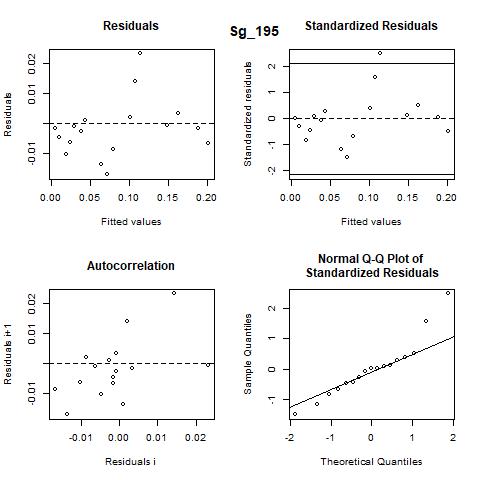 Sg_195
Residuals
Residuals
0.02
0.01
-0.01
0.00 0.05 0.10 0.15 0.20
Fitted values
Standardized Residuals
Standardized residuals
2
1
0
-1
-2
0.00 0.05 0.10 0.15 0.20
Fitted values
Autocorrelation
Residuals i+1
0.02
0.01
-0.01
-0.01 0.00 0.01 0.02
Residuals i
Normal Q-Q Plot of
Standardized Residuals
Sample Quantiles
2
1
0
-1
-2 -1 0 1 2
Theoretical Quantiles